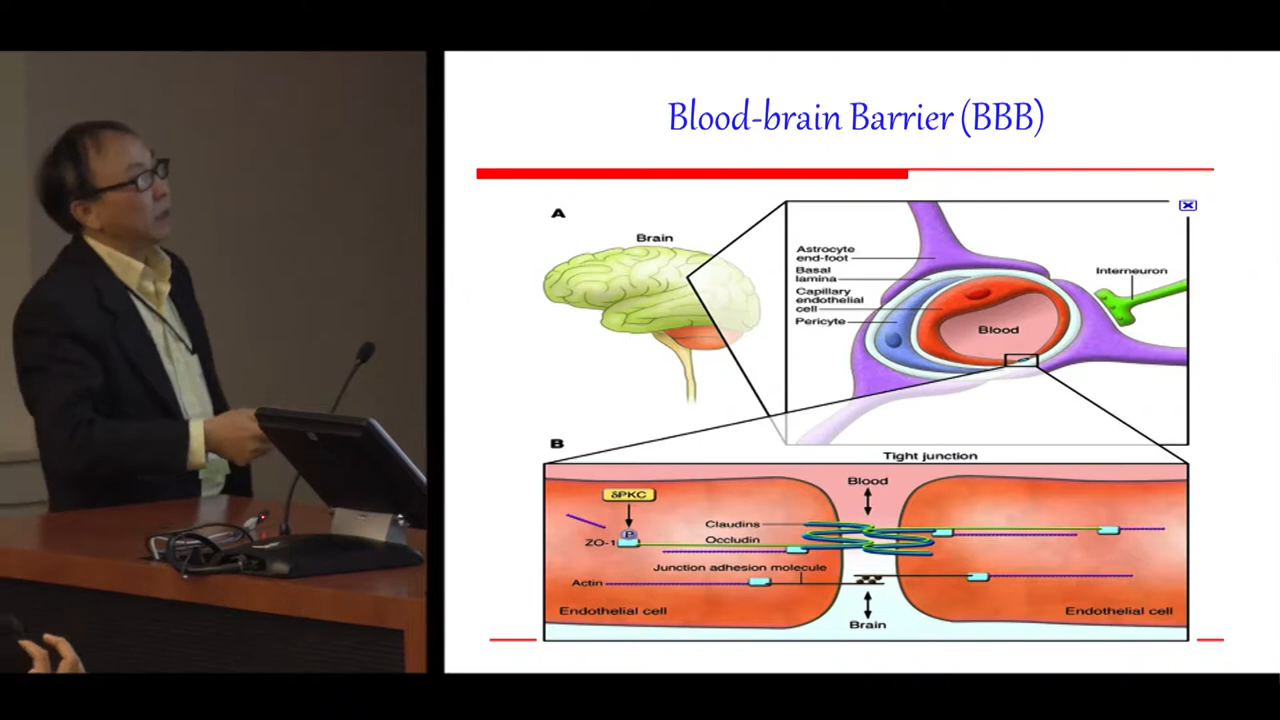 Blood-brain Barrier (BBB)
A
Brain
Astrocyte
end-foot
Basal
lamina
Capillary
endothelial
cell
Pericyte
Interneuron
Blood
B
Tight junction
δPKC
Blood
Claudins
P
ZO-1
Occludin
Junction adhesion molecule
Actin
Endothelial cell
Endothelial cell
Brain